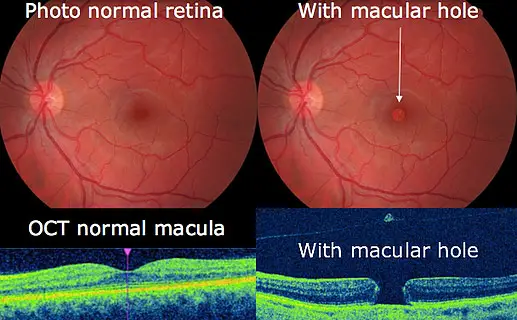 Photo normal retina
With macular hole
OCT normal macula
With macular hole